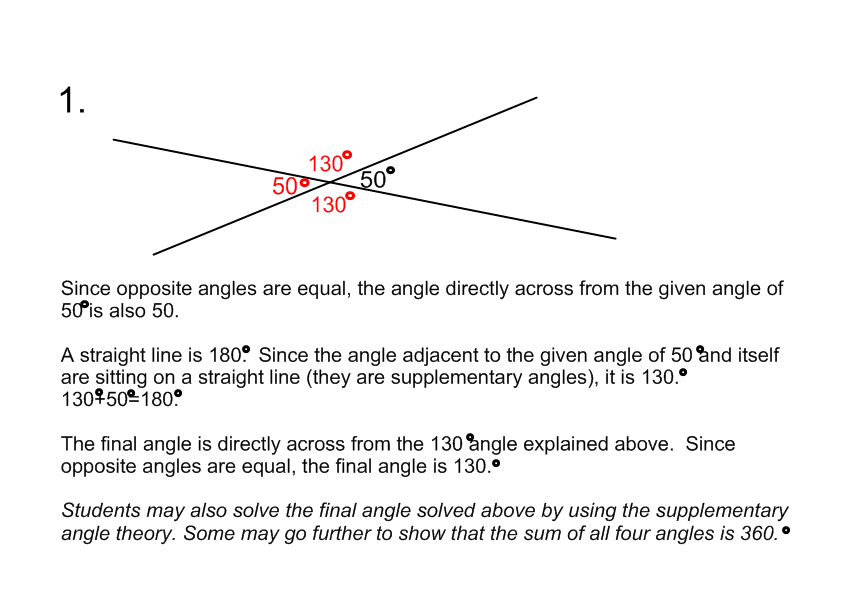 1.
130°
50° 50°
130°
Since opposite angles are equal, the angle directly across from the given angle of
50° is also 50.
A straight line is 180.° Since the angle adjacent to the given angle of 50 ° and itself
are sitting on a straight line (they are supplementary angles), it is 130.°
130°+50°=180.°
The final angle is directly across from the 130 ° angle explained above. Since
opposite angles are equal, the final angle is 130.°
Students may also solve the final angle solved above by using the supplementary
angle theory. Some may go further to show that the sum of all four angles is 360. °